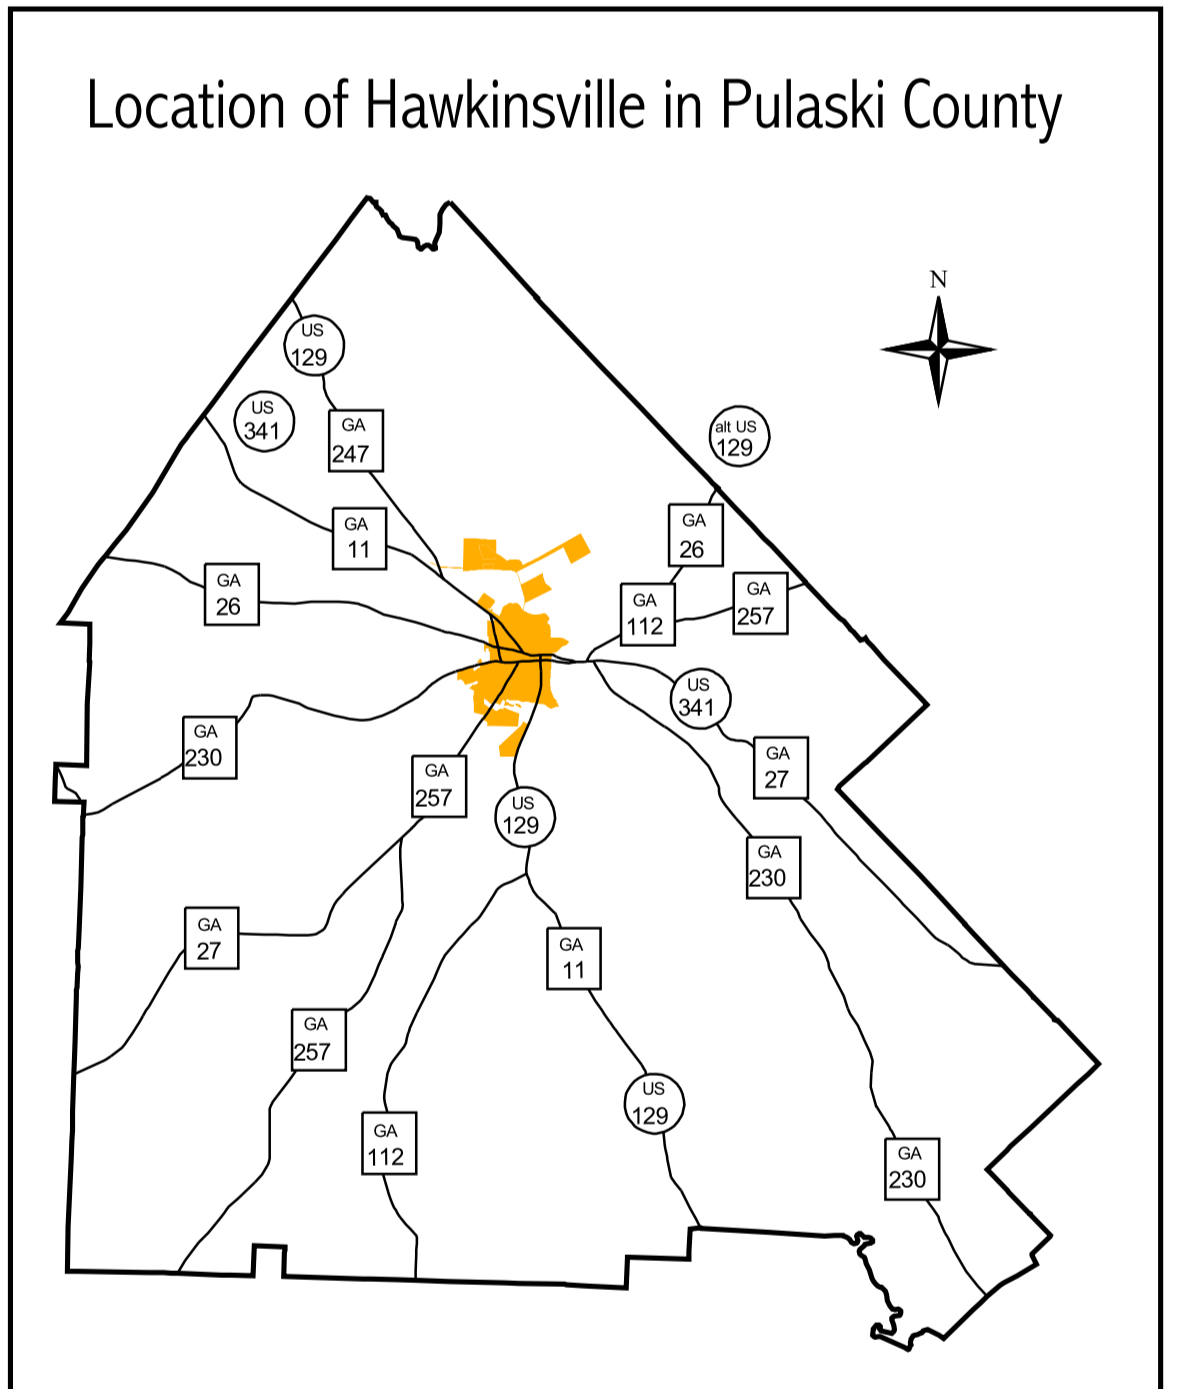 Location of Hawkinsville in Pulaski County
N
US
129
US
341
GA
247
alt US
129
GA
11
GA
26
GA
26
GA
112
GA
257
GA
230
US
341
GA
27
GA
257
US
129
GA
230
GA
27
GA
11
GA
257
US
129
GA
112
GA
230